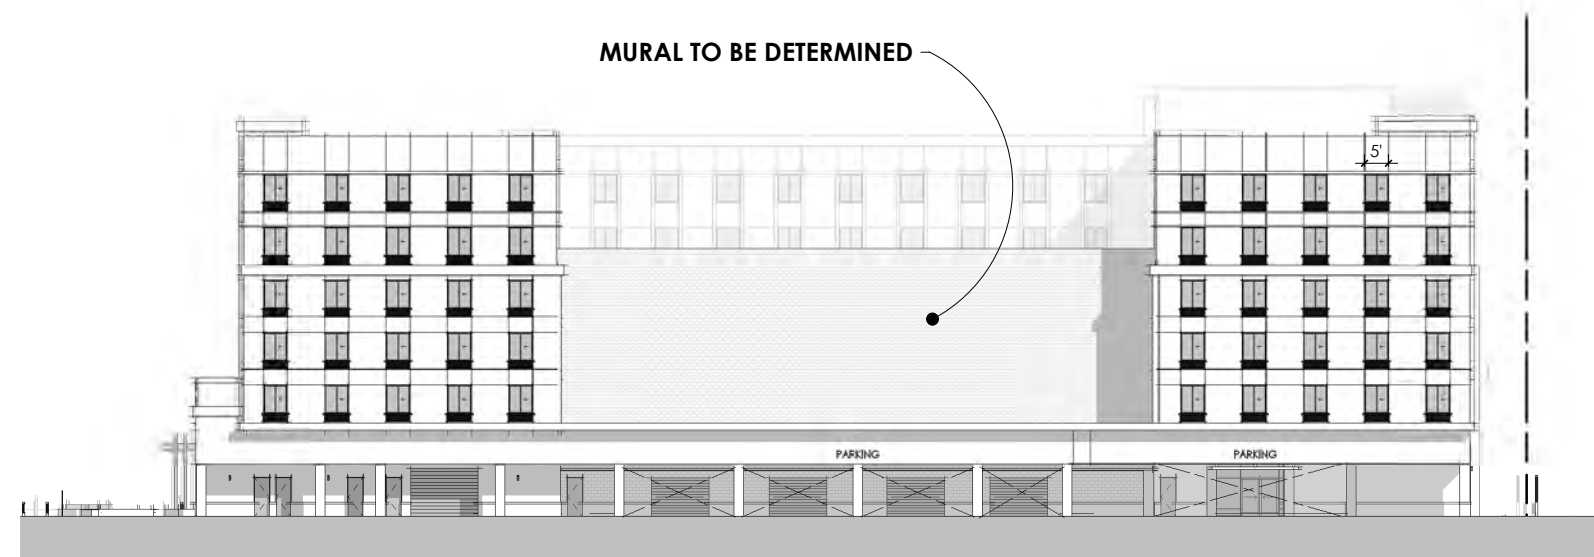 MURAL TO BE DETERMINED
5'
PARKING
PARKING